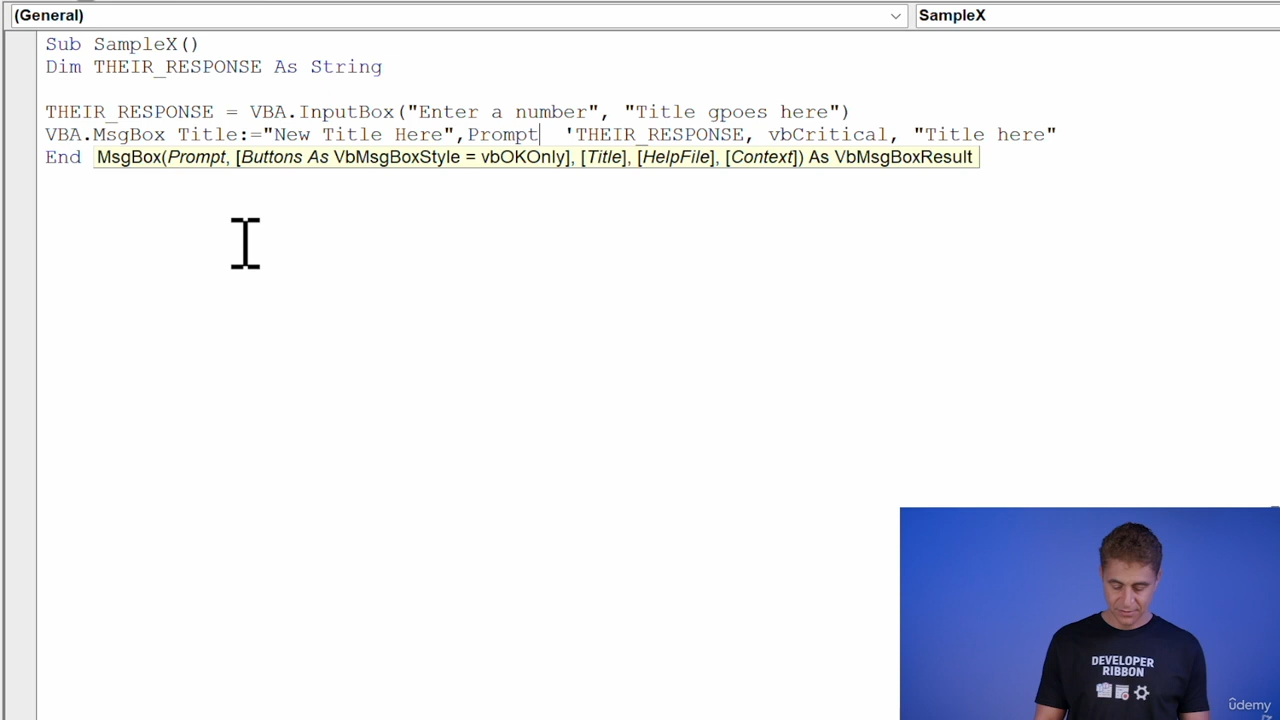 (General)
SampleX
Sub SampleX()
Dim THEIR_RESPONSE As String
THEIR_RESPONSE = VBA.InputBox("Enter a number", "Title gpoes here")
VBA.MsgBox Title:="New Title Here",Prompt 'THEIR_RESPONSE, vbCritical, "Title here"
End
MsgBox(Prompt, [Buttons As VbMsgBoxStyle = vbOKOnly], [Title], [HelpFile], [Context]) As VbMsgBoxResult
DEVELOPER
RIBBON
ûdemy